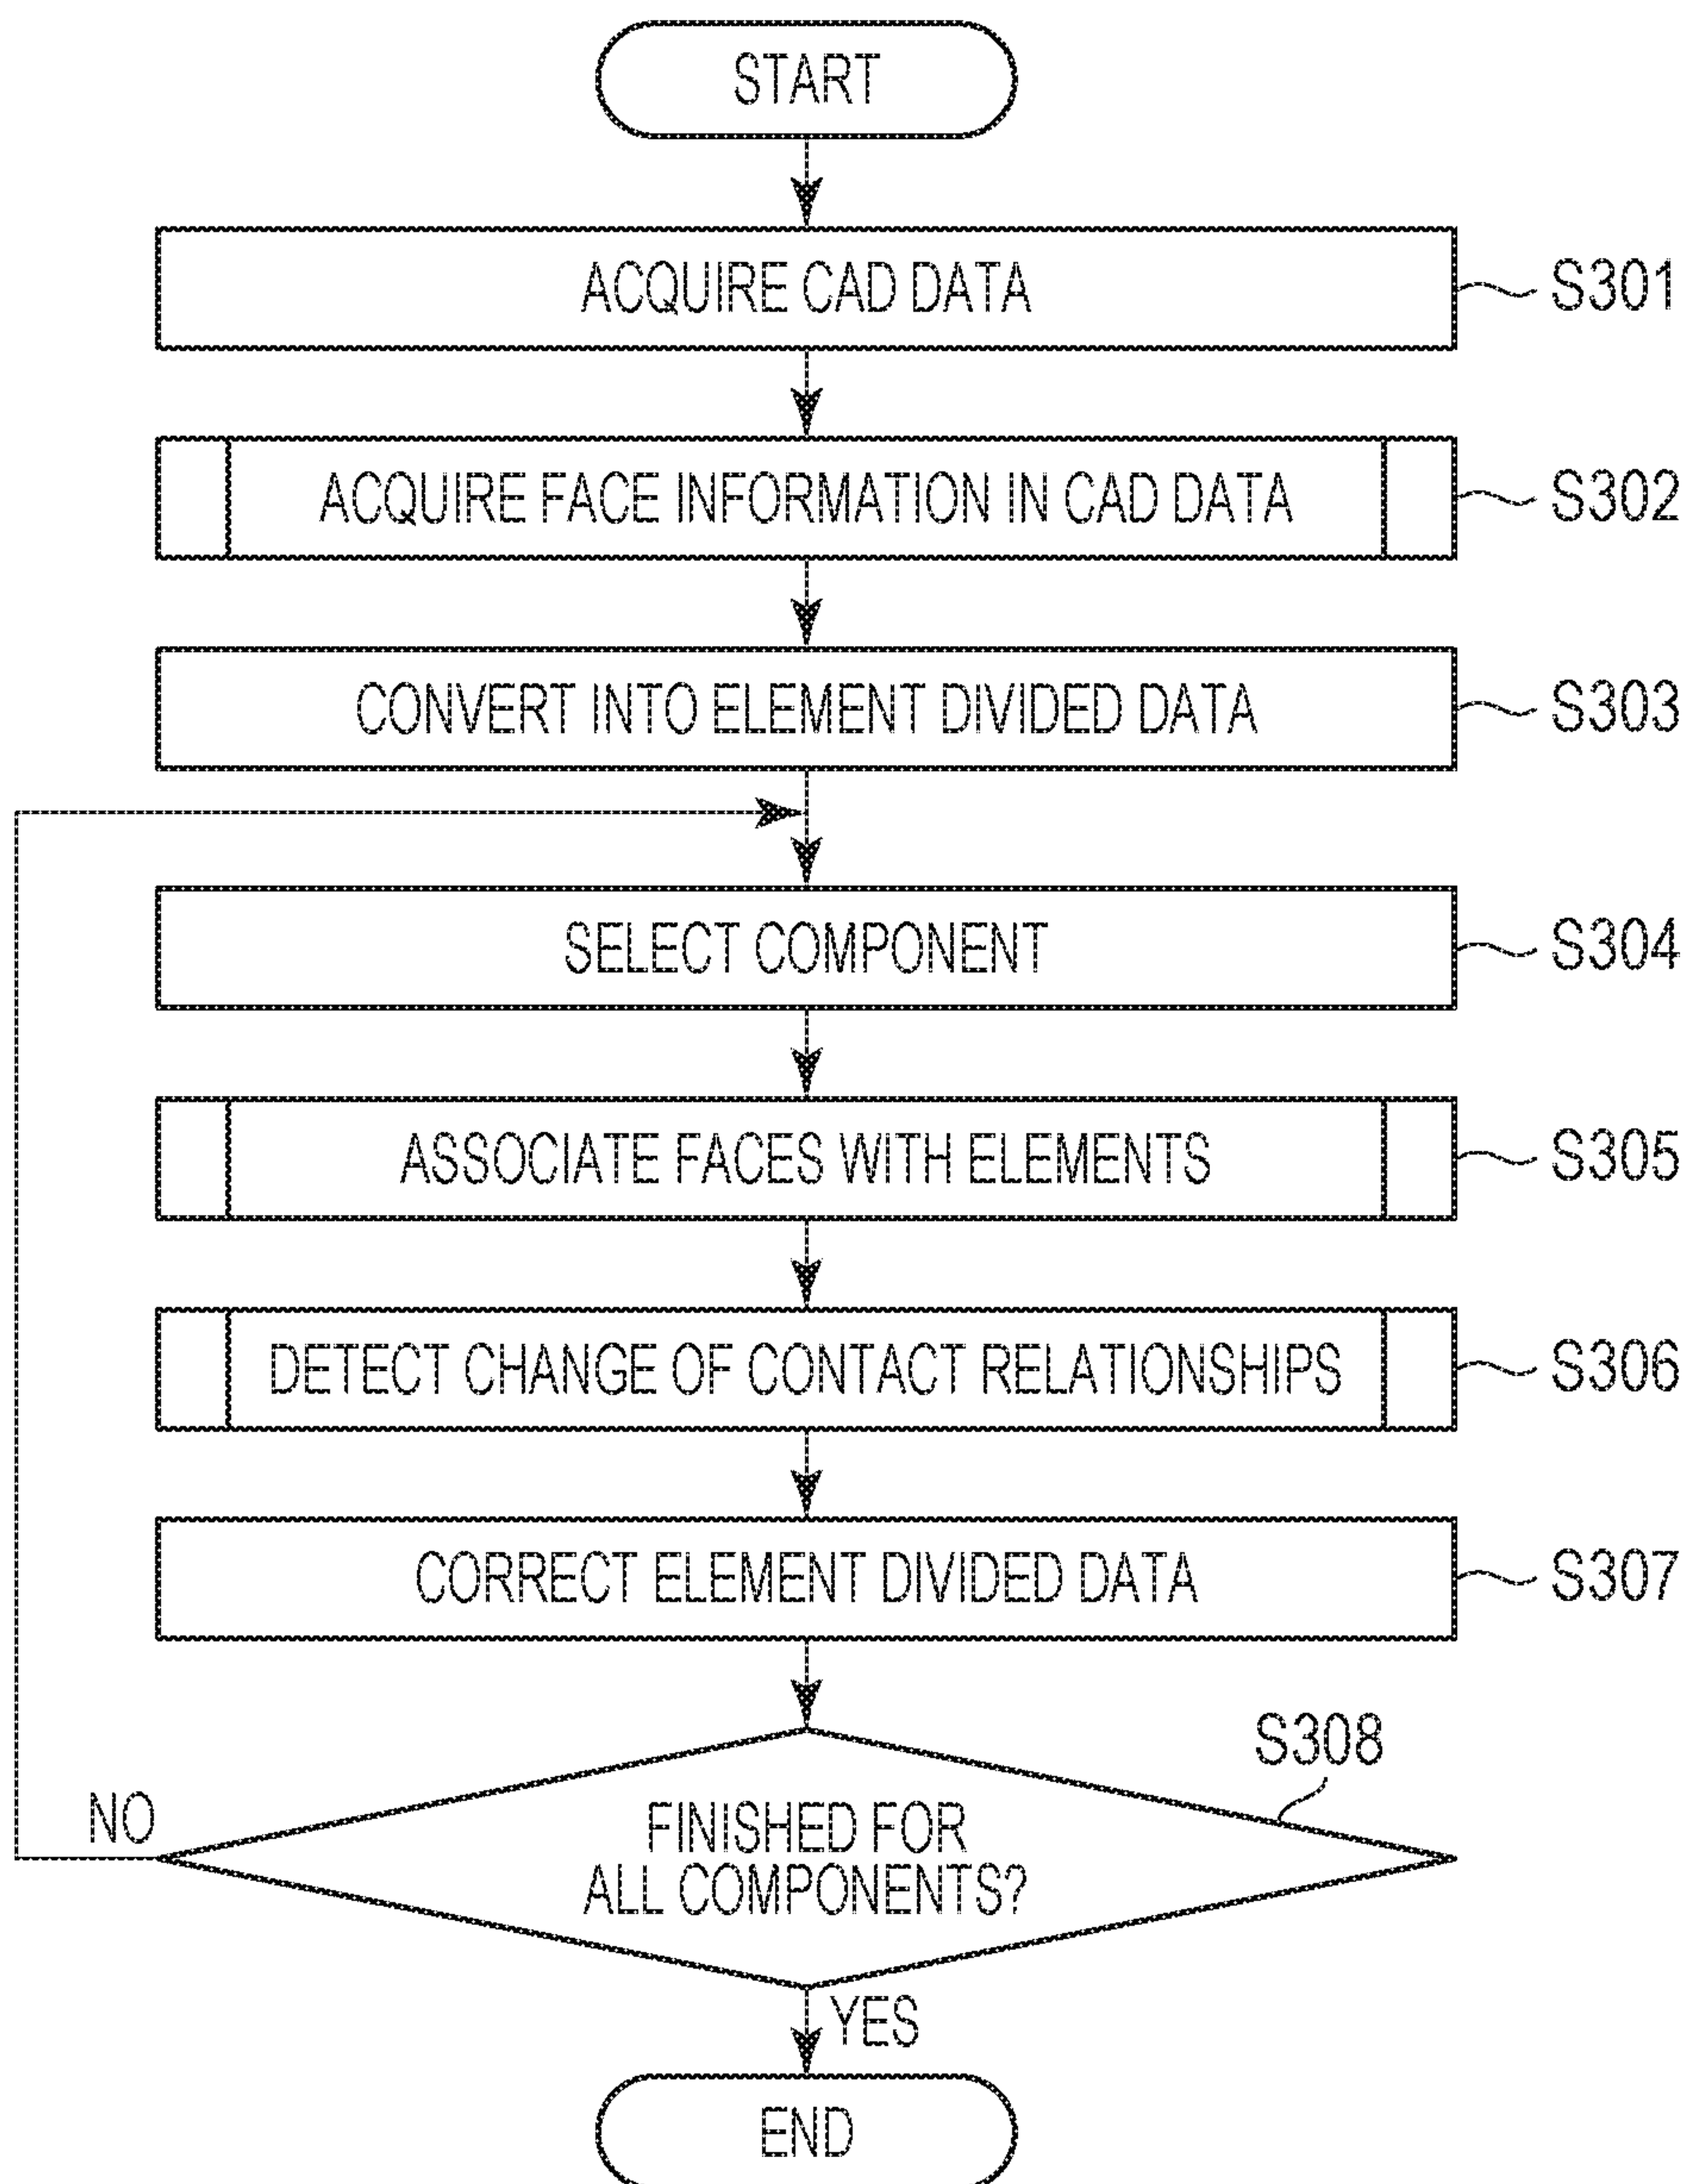 START
ACQUIRE CAD DATA
S301
ACQUIRE FACE INFORMATION IN CAD DATA
S302
CONVERT INTO ELEMENT DIVIDED DATA
S303
SELECT COMPONENT
S304
ASSOCIATE FACES WITH ELEMENTS
S305
DETECT CHANGE OF CONTACT RELATIONSHIPS
S306
CORRECT ELEMENT DIVIDED DATA
S307
S308
NO
FINISHED FOR
ALL COMPONENTS?
YES
END